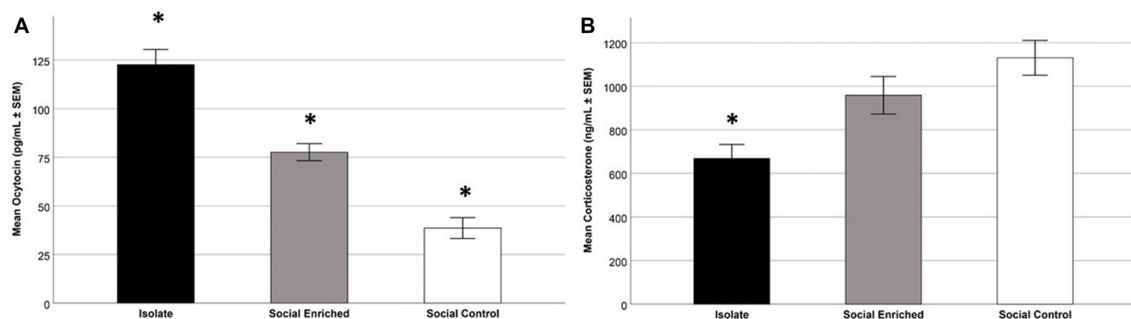 A
Mean Ocytocin (pg/mL ± SEM)
125
100
75
50
25
0
*
*
*
Isolate
Social Enriched
Social Control
B
Mean Corticosterone (ng/mL ± SEM)
1200
1000
800
600
400
200
0
*
Isolate
Social Enriched
Social Control